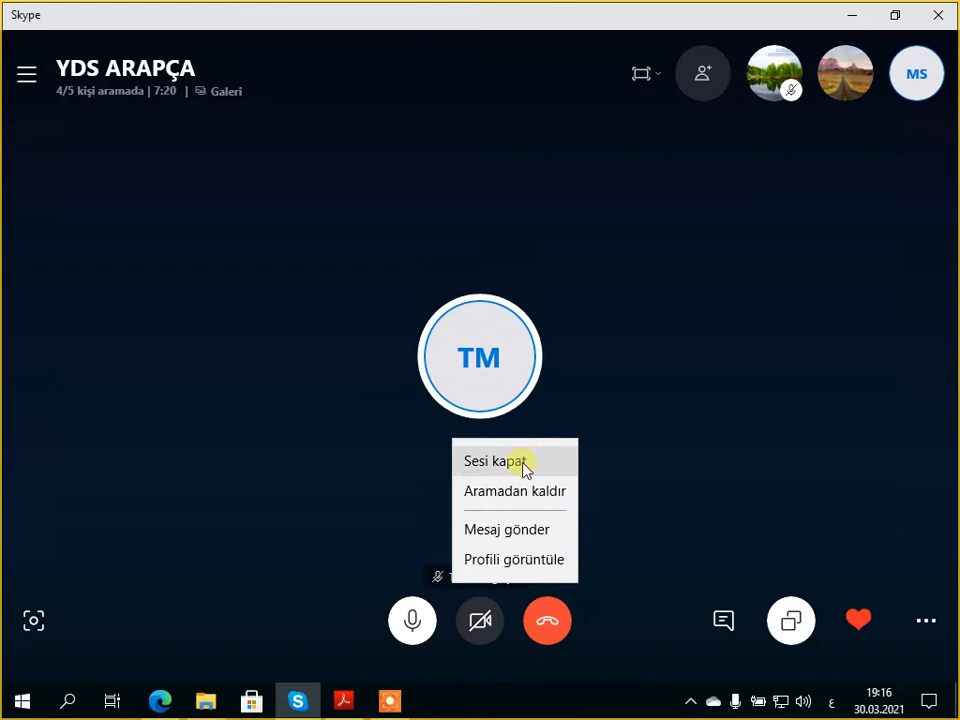 Skype
YDS ARAPÇA
4/5 kişi aramada | 7:20 | Galeri
MS
TM
Sesi kapat
Aramadan kaldır
Mesaj gönder
Profili görüntüle
ع
19:16
30.03.2021